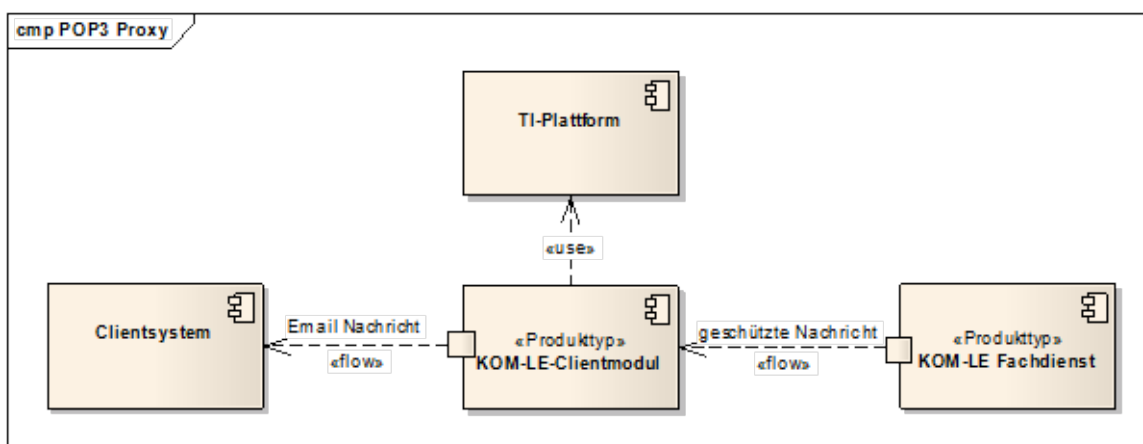 cmp POP3 Proxy
TI-Plattform
«use»
Clientsystem
Email Nachricht
«flow»
«Produkttyp»
KOM-LE-Clientmodul
geschützte Nachricht
«flow»
«Produkttyp»
KOM-LE Fachdienst